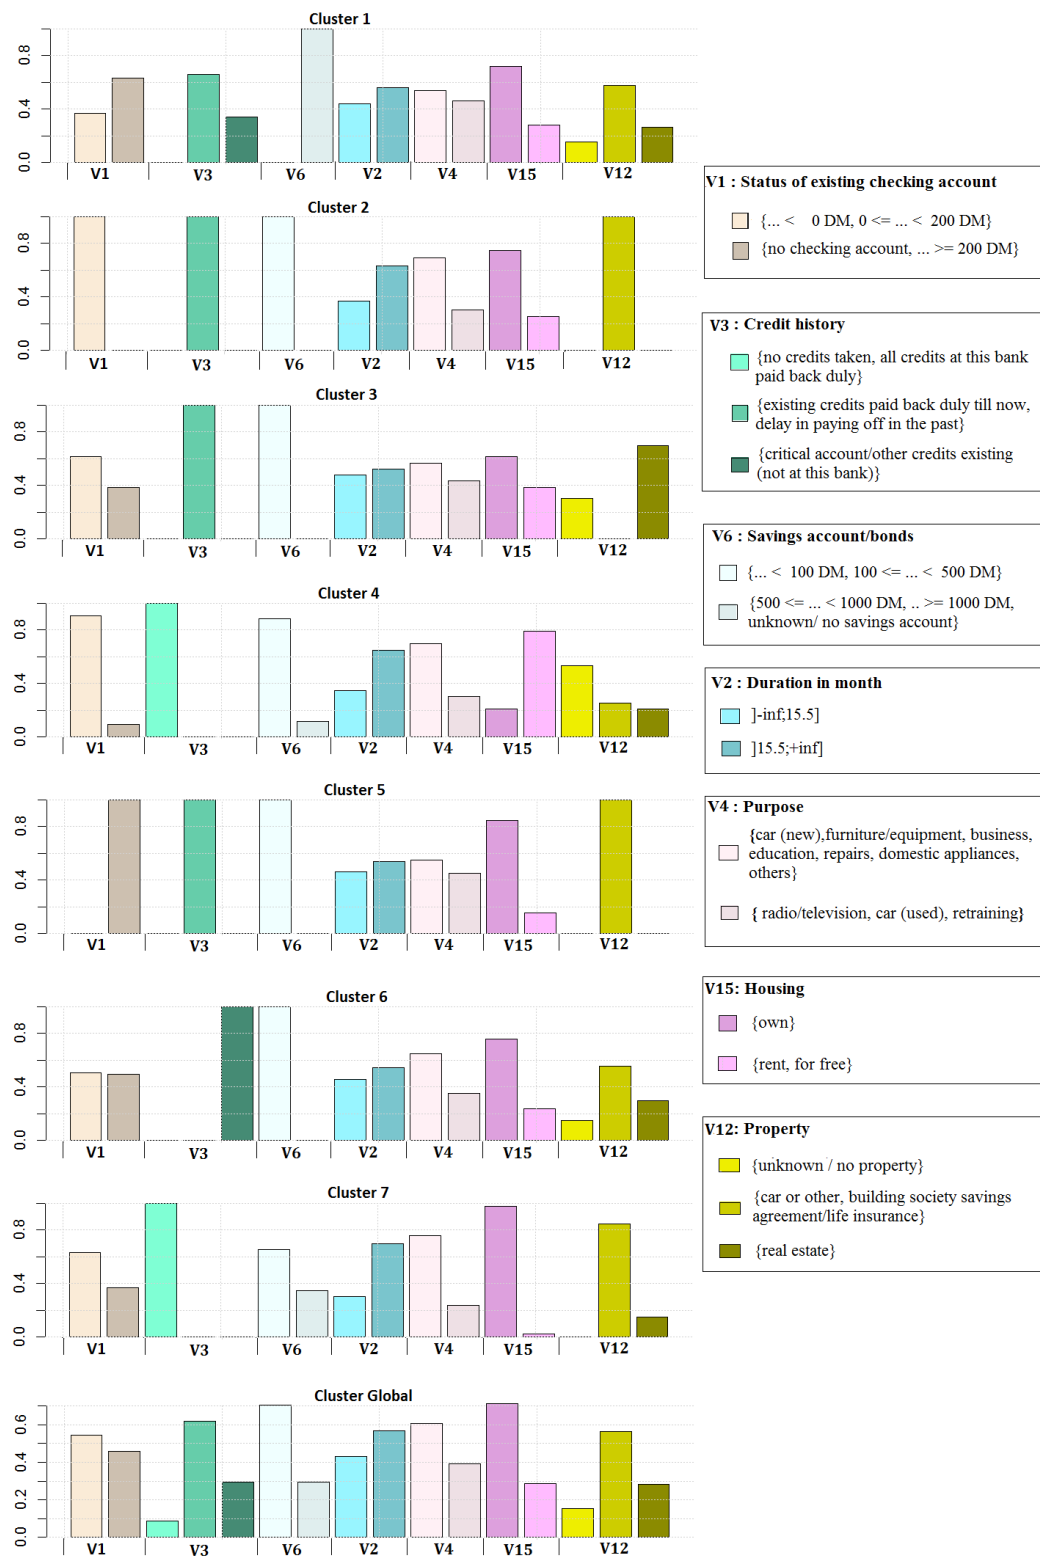 Cluster 1
0.0 0.4 0.8
V1 V3 V6 V2 V4 V15 V12
Cluster 2
0.0 0.4 0.8
V1 V3 V6 V2 V4 V15 V12
Cluster 3
0.0 0.4 0.8
V1 V3 V6 V2 V4 V15 V12
Cluster 4
0.0 0.4 0.8
V1 V3 V6 V2 V4 V15 V12
Cluster 5
0.0 0.4 0.8
V1 V3 V6 V2 V4 V15 V12
Cluster 6
0.0 0.4 0.8
V1 V3 V6 V2 V4 V15 V12
Cluster 7
0.0 0.4 0.8
V1 V3 V6 V2 V4 V15 V12
Cluster Global
0.0 0.2 0.4 0.6
V1 V3 V6 V2 V4 V15 V12
V1 : Status of existing checking account
{... < 0 DM, 0 <= ... < 200 DM}
{no checking account, ... >= 200 DM}
V3 : Credit history
{no credits taken, all credits at this bank
paid back duly}
{existing credits paid back duly till now,
delay in paying off in the past}
{critical account/other credits existing
(not at this bank)}
V6 : Savings account/bonds
{... < 100 DM, 100 <= ... < 500 DM}
{500 <= ... < 1000 DM, .. >= 1000 DM,
unknown/ no savings account}
V2 : Duration in month
]-inf;15.5]
]15.5;+inf]
V4 : Purpose
{car (new),furniture/equipment, business,
education, repairs, domestic appliances,
others}
{ radio/television, car (used), retraining}
V15: Housing
{own}
{rent, for free}
V12: Property
{unknown / no property}
{car or other, building society savings
agreement/life insurance}
{real estate}